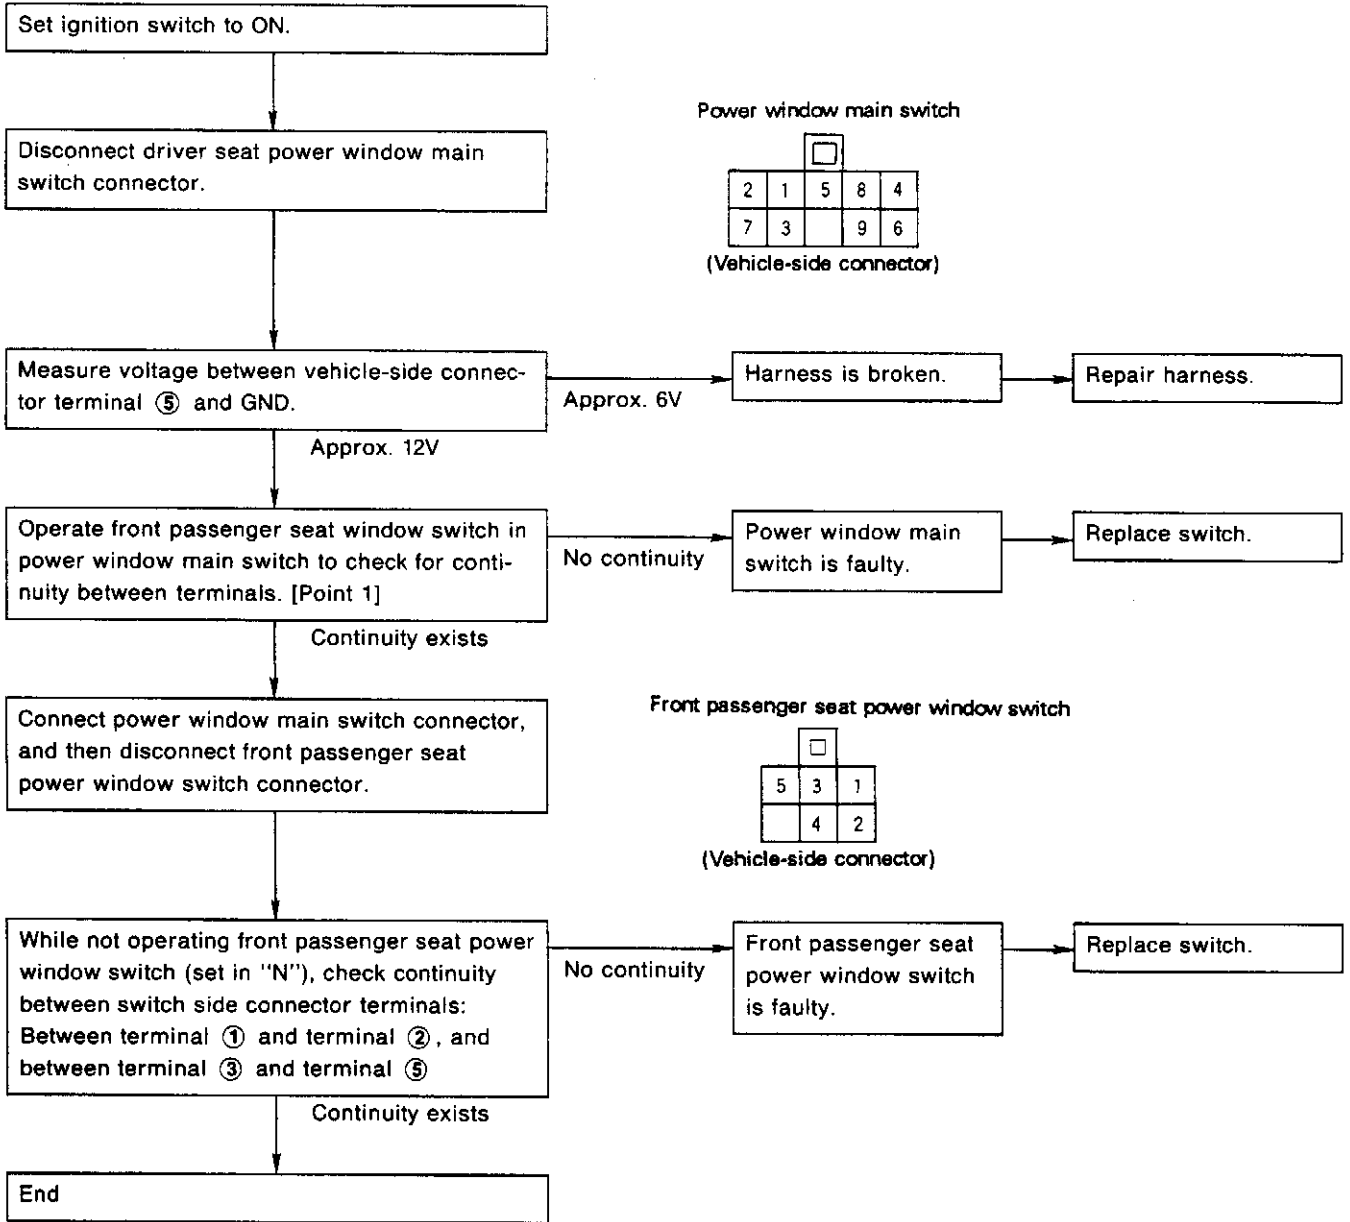 Set ignition switch to ON.
Power window main switch
Disconnect driver seat power window main
switch connector.
2 1 5 8 4
7 3 9 6
(Vehicle-side connector)
Measure voltage between vehicle-side connec-
tor terminal ⑤ and GND.
Approx. 6V
Harness is broken.
Repair harness.
Approx. 12V
Operate front passenger seat window switch in
power window main switch to check for conti-
nuity between terminals. [Point 1]
No continuity
Power window main
switch is faulty.
Replace switch.
Continuity exists
Connect power window main switch connector,
and then disconnect front passenger seat
power window switch connector.
Front passenger seat power window switch
5 3 1
4 2
(Vehicle-side connector)
While not operating front passenger seat power
window switch (set in "N"), check continuity
between switch side connector terminals:
Between terminal ① and terminal ②, and
between terminal ③ and terminal ⑤
No continuity
Front passenger seat
power window switch
is faulty.
Replace switch.
Continuity exists
End